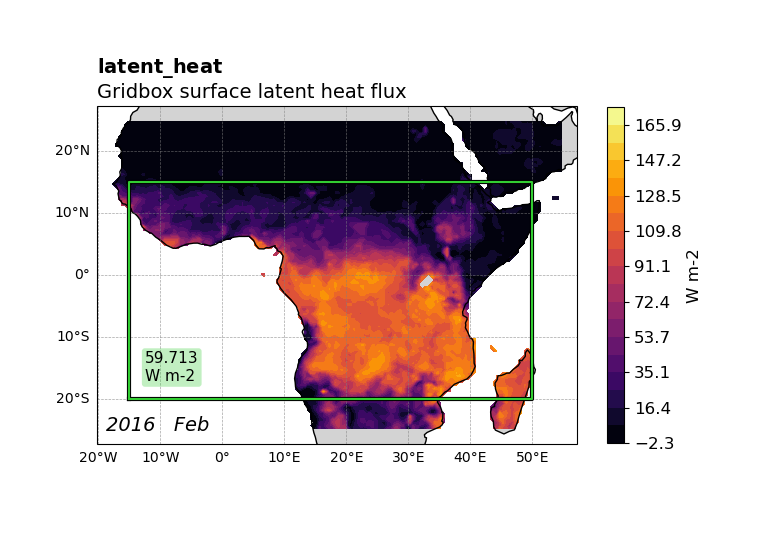 latent_heat
Gridbox surface latent heat flux
20°N
10°N
0°
10°S
20°S
20°W 10°W 0° 10°E 20°E 30°E 40°E 50°E
59.713
W m-2
2016 Feb
165.9
147.2
128.5
109.8
91.1
72.4
53.7
35.1
16.4
−2.3
W m-2